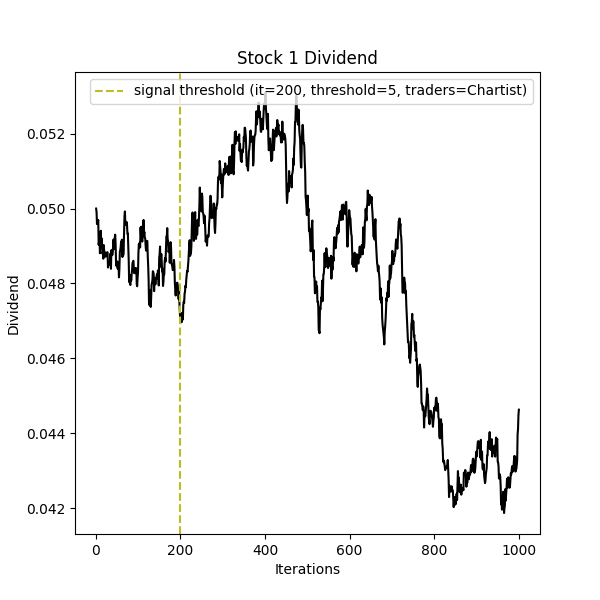 Stock 1 Dividend
signal threshold (it=200, threshold=5, traders=Chartist)
0.052
0.050
0.048
0.046
0.044
0.042
Dividend
0 200 400 600 800 1000
Iterations